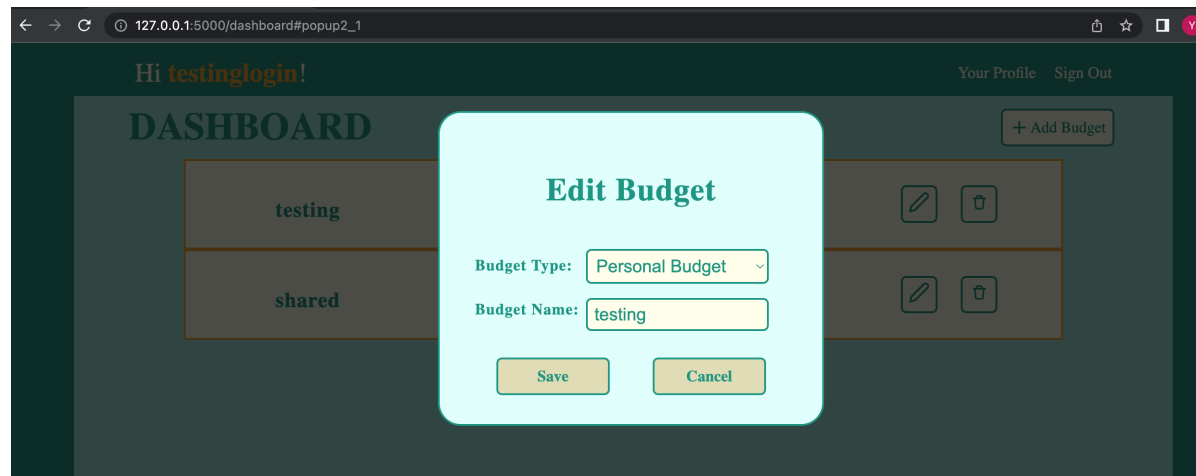 127.0.0.1:5000/dashboard#popup2_1
Y
Hi testinglogin!
Your Profile Sign Out
DASHBOARD
+ Add Budget
Edit Budget
testing
Budget Type: Personal Budget
shared
Budget Name: testing
Save Cancel